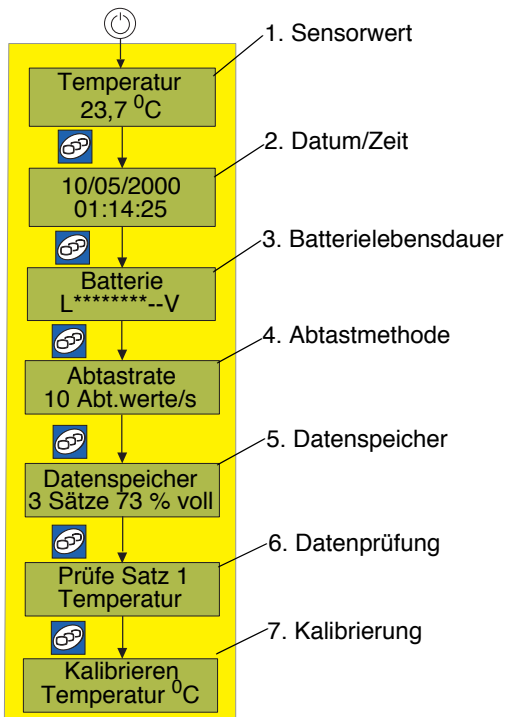 1. Sensorwert
Temperatur
23,7 ⁰C
2. Datum/Zeit
10/05/2000
01:14:25
3. Batterielebensdauer
Batterie
L********--V
4. Abtastmethode
Abtastrate
10 Abt.werte/s
5. Datenspeicher
Datenspeicher
3 Sätze 73 % voll
6. Datenprüfung
Prüfe Satz 1
Temperatur
7. Kalibrierung
Kalibrieren
Temperatur ⁰C